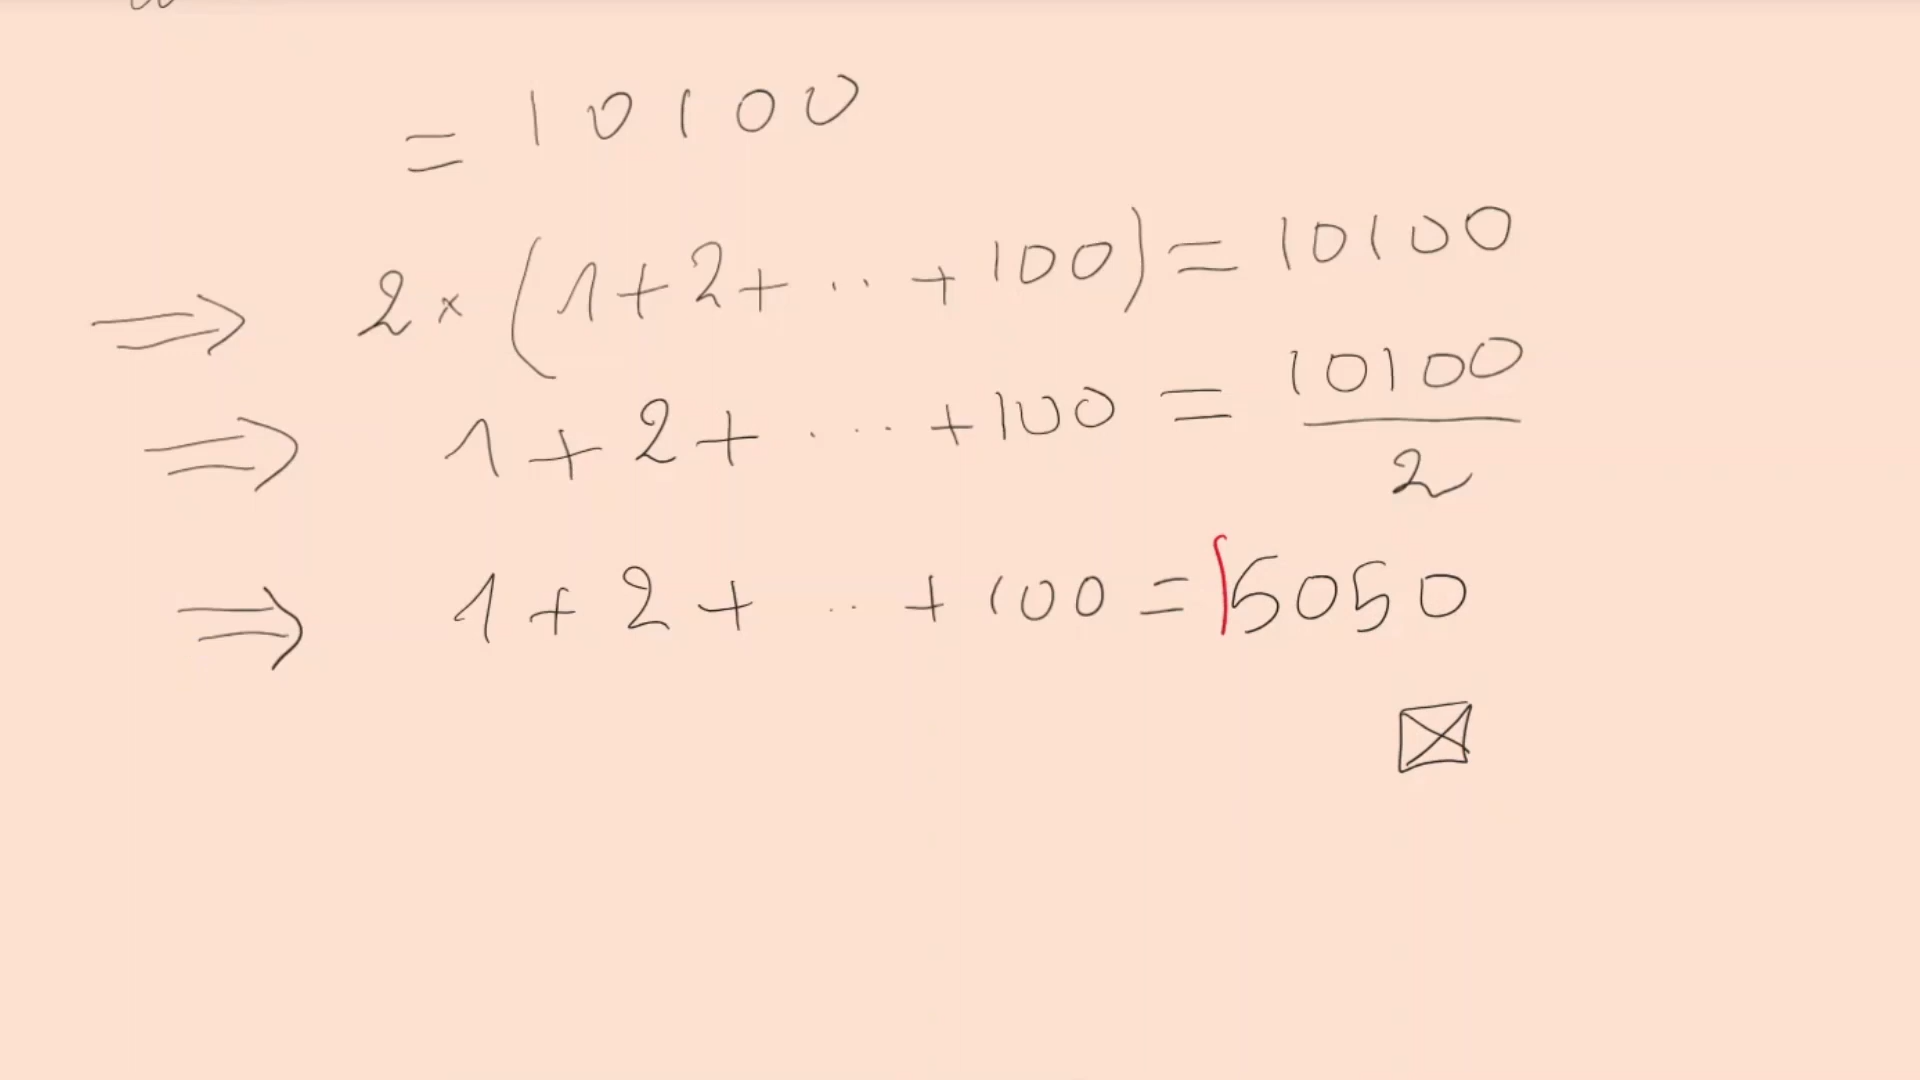 = 10100
⟹ 2 × (1+2+ .. + 100) = 10100
⟹ 1+2+ ... +100 = 10100/2
⟹ 1+2+ .. + 100 = 5050